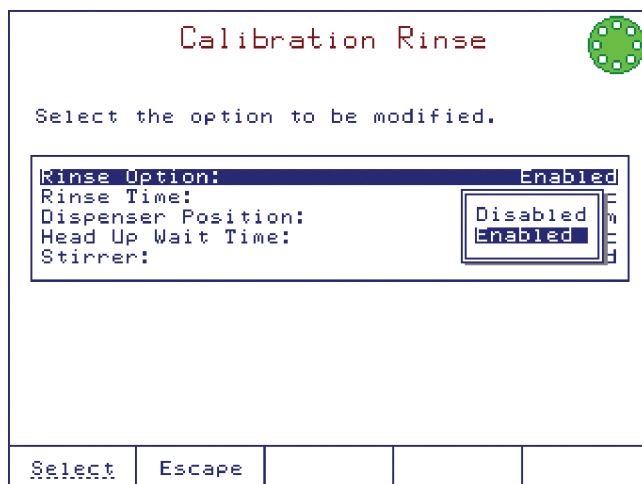 Calibration Rinse
Select the option to be modified.
Rinse Option: Enabled
Rinse Time:
Dispenser Position:
Head Up Wait Time:
Stirrer:
Disabled
Enabled
Select Escape